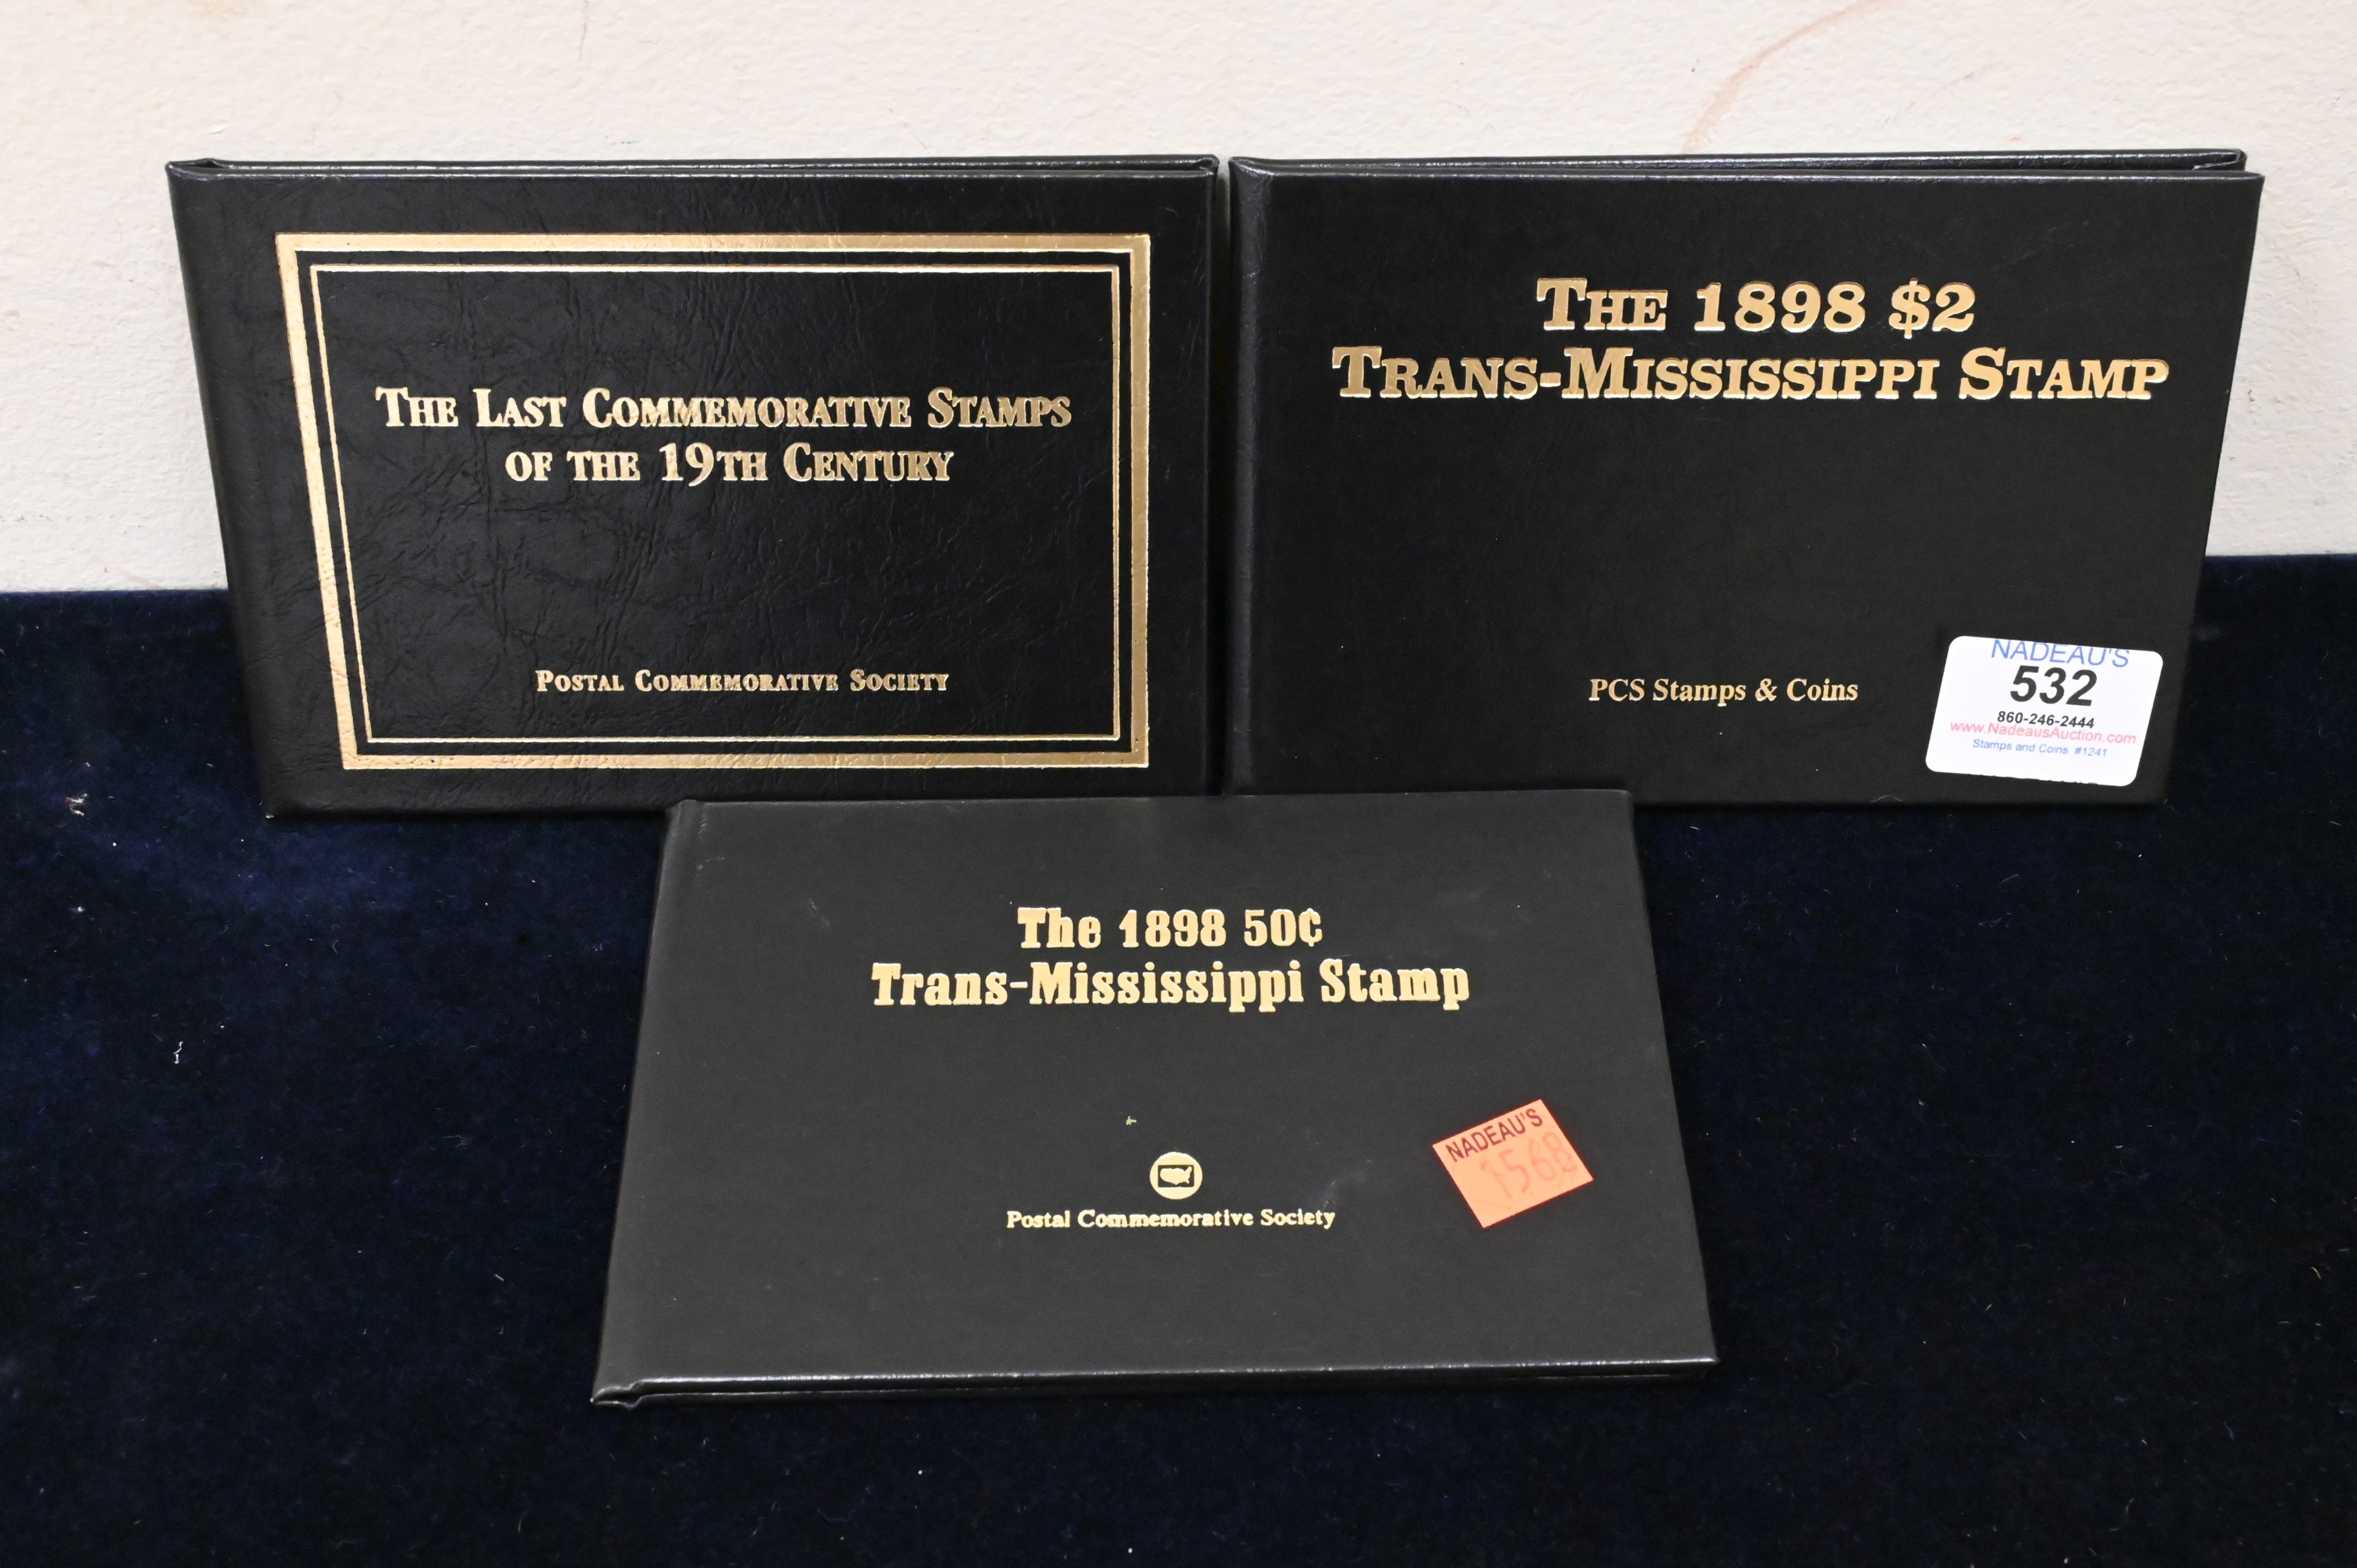 THE LAST COMMEMORATIVE STAMPS
OF THE 19TH CENTURY
POSTAL COMMEMORATIVE SOCIETY
THE 1898 $2
TRANS-MISSISSIPPI STAMP
PCS Stamps & Coins
NADEAU'S
532
860-246-2444
www.NadeausAuction.com
Stamps and Coins #1241
The 1898 50¢
Trans-Mississippi Stamp
Postal Commemorative Society
NADEAU'S
1568